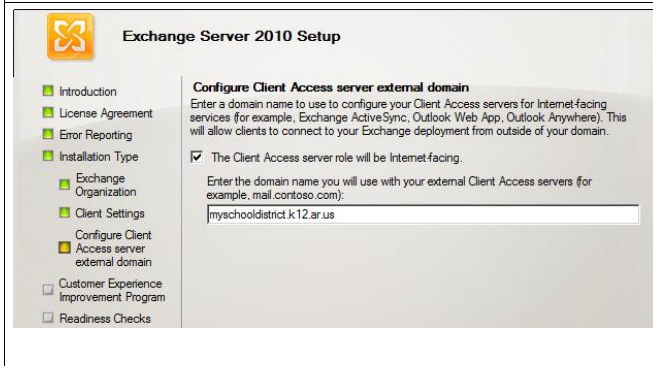 Exchange Server 2010 Setup
Introduction
License Agreement
Error Reporting
Installation Type
Exchange
Organization
Client Settings
Configure Client
Access server
external domain
Customer Experience
Improvement Program
Readiness Checks
Configure Client Access server external domain
Enter a domain name to use to configure your Client Access servers for Internet-facing
services (for example, Exchange ActiveSync, Outlook Web App, Outlook Anywhere). This
will allow clients to connect to your Exchange deployment from outside of your domain.
The Client Access server role will be Internet-facing.
Enter the domain name you will use with your external Client Access servers (for
example, mail.contoso.com):
myschooldistrict.k12.ar.us